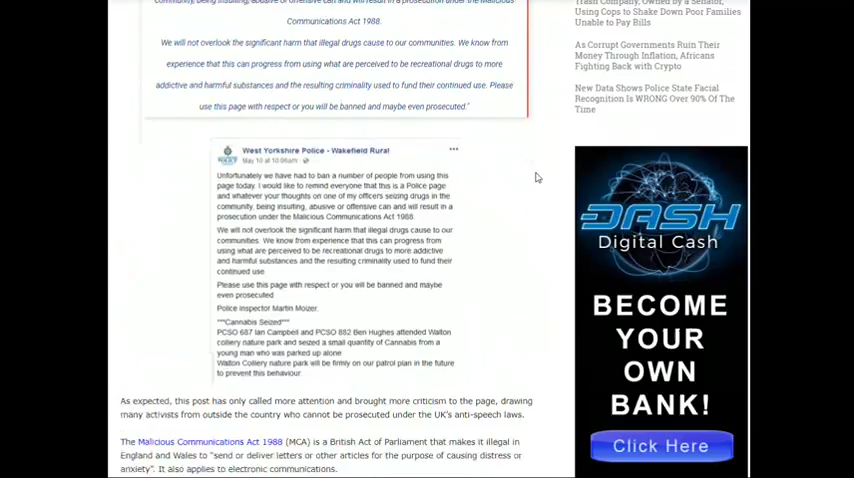 community, being insulting, abusive or offensive can and will result in a prosecution under the Malicious
Communications Act 1988.
We will not overlook the significant harm that illegal drugs cause to our communities. We know from
experience that this can progress from using what are perceived to be recreational drugs to more
addictive and harmful substances and the resulting criminality used to fund their continued use. Please
use this page with respect or you will be banned and maybe even prosecuted."
West Yorkshire Police - Wakefield Rural
May 10 at 10:06am
Unfortunately we have had to ban a number of people from using this
page today. I would like to remind everyone that this is a Police page
and whatever your thoughts on one of my officers seizing drugs in the
community, being insulting, abusive or offensive can and will result in a
prosecution under the Malicious Communications Act 1988.
We will not overlook the significant harm that illegal drugs cause to our
communities. We know from experience that this can progress from
using what are perceived to be recreational drugs to more addictive
and harmful substances and the resulting criminality used to fund their
continued use.
Please use this page with respect or you will be banned and maybe
even prosecuted
Police Inspector Martin Moizer.
***Cannabis Seized***
PCSO 687 Ian Campbell and PCSO 882 Ben Hughes attended Walton
colliery nature park and seized a small quantity of Cannabis from a
young man who was parked up alone
Walton Colliery nature park will be firmly on our patrol plan in the future
to prevent this behaviour.
As expected, this post has only called more attention and brought more criticism to the page, drawing
many activists from outside the country who cannot be prosecuted under the UK's anti-speech laws.
The Malicious Communications Act 1988 (MCA) is a British Act of Parliament that makes it illegal in
England and Wales to "send or deliver letters or other articles for the purpose of causing distress or
anxiety". It also applies to electronic communications.
Trash Company, Owned by a Senator,
Using Cops to Shake Down Poor Families
Unable to Pay Bills
As Corrupt Governments Ruin Their
Money Through Inflation, Africans
Fighting Back with Crypto
New Data Shows Police State Facial
Recognition Is WRONG Over 90% Of The
Time
DASH
Digital Cash
BECOME
YOUR
OWN
BANK!
Click Here